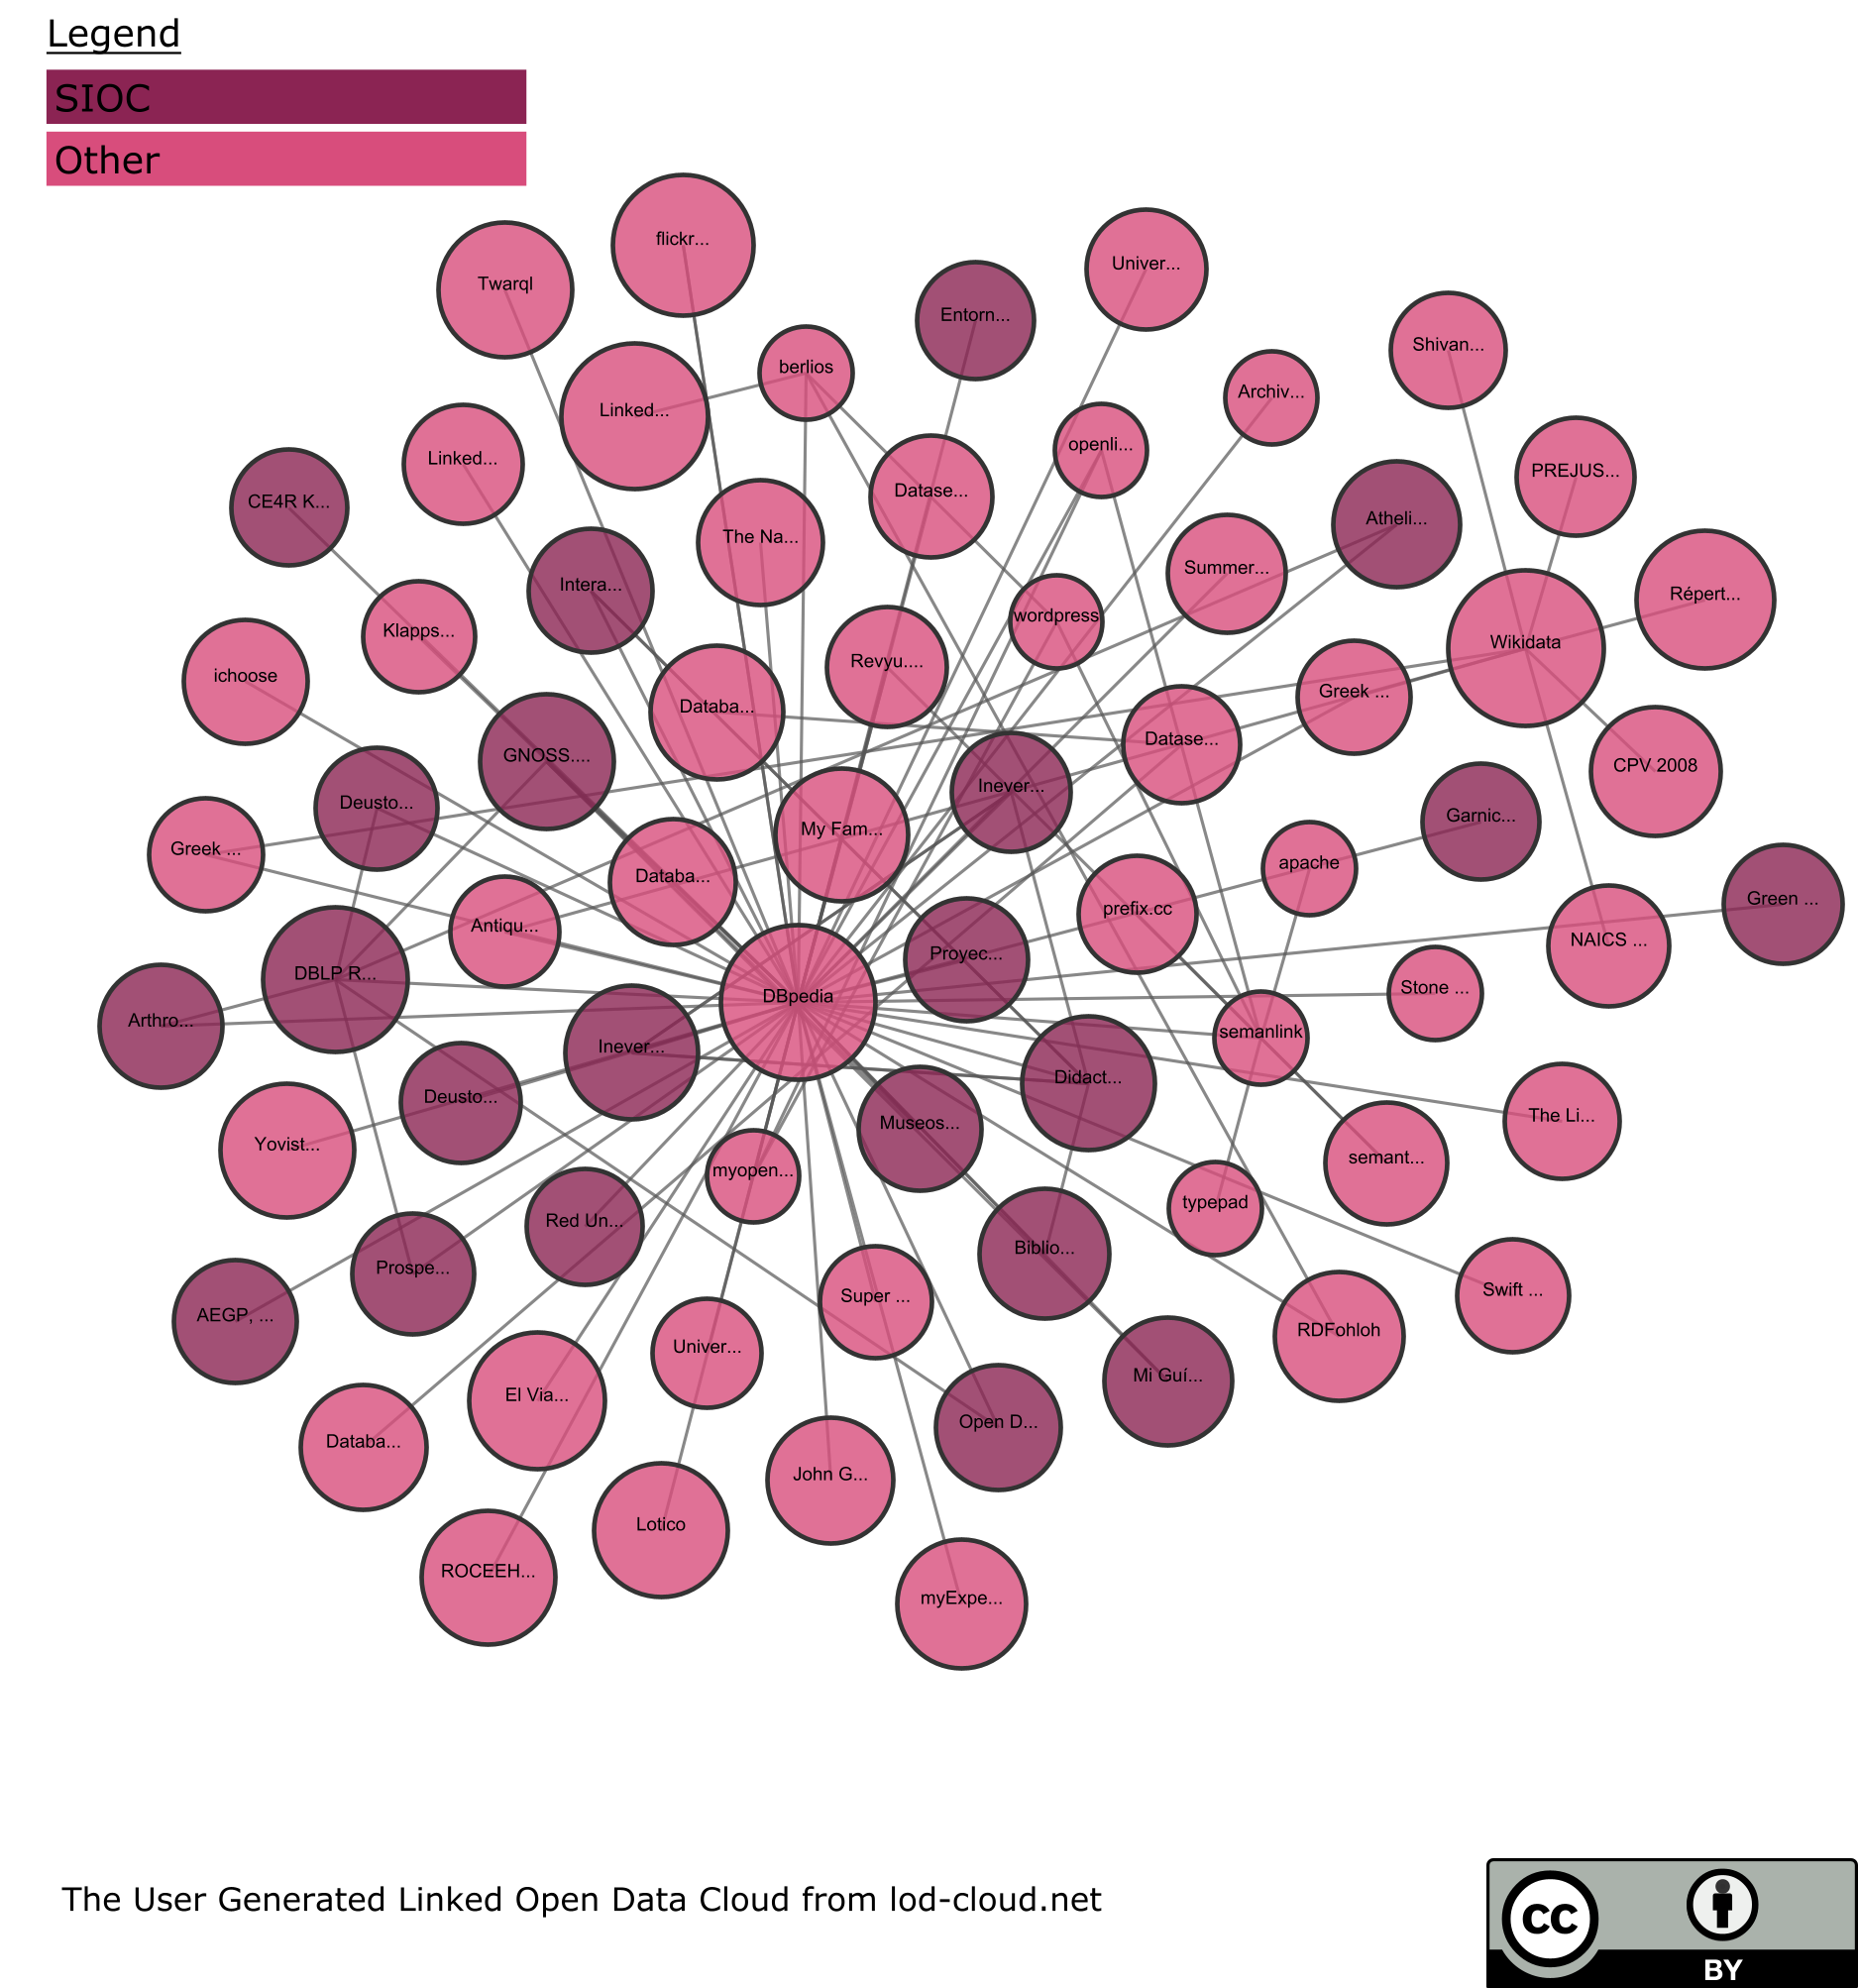 Legend
SIOC
Other
flickr...
Twarql
Univer...
Entorn...
Shivan...
berlios
Archiv...
Linked...
openli...
Linked...
PREJUS...
Datase...
CE4R K...
Atheli...
The Na...
Summer...
Intera...
Répert...
wordpress
Klapps...
Wikidata
Revyu....
ichoose
Greek ...
Databa...
Datase...
GNOSS....
CPV 2008
Inever...
Deusto...
Garnic...
My Fam...
Greek ...
apache
Databa...
Green ...
prefix.cc
Antiqu...
NAICS ...
Proyec...
DBLP R...
Stone ...
DBpedia
Arthro...
semanlink
Inever...
Didact...
Deusto...
The Li...
Museos...
Yovist...
semant...
myopen...
typepad
Red Un...
Biblio...
Prospe...
Swift ...
Super ...
AEGP, ...
RDFohloh
Univer...
Mi Guí...
El Via...
Open D...
Databa...
John G...
Lotico
ROCEEH...
myExpe...
The User Generated Linked Open Data Cloud from lod-cloud.net
cc
BY